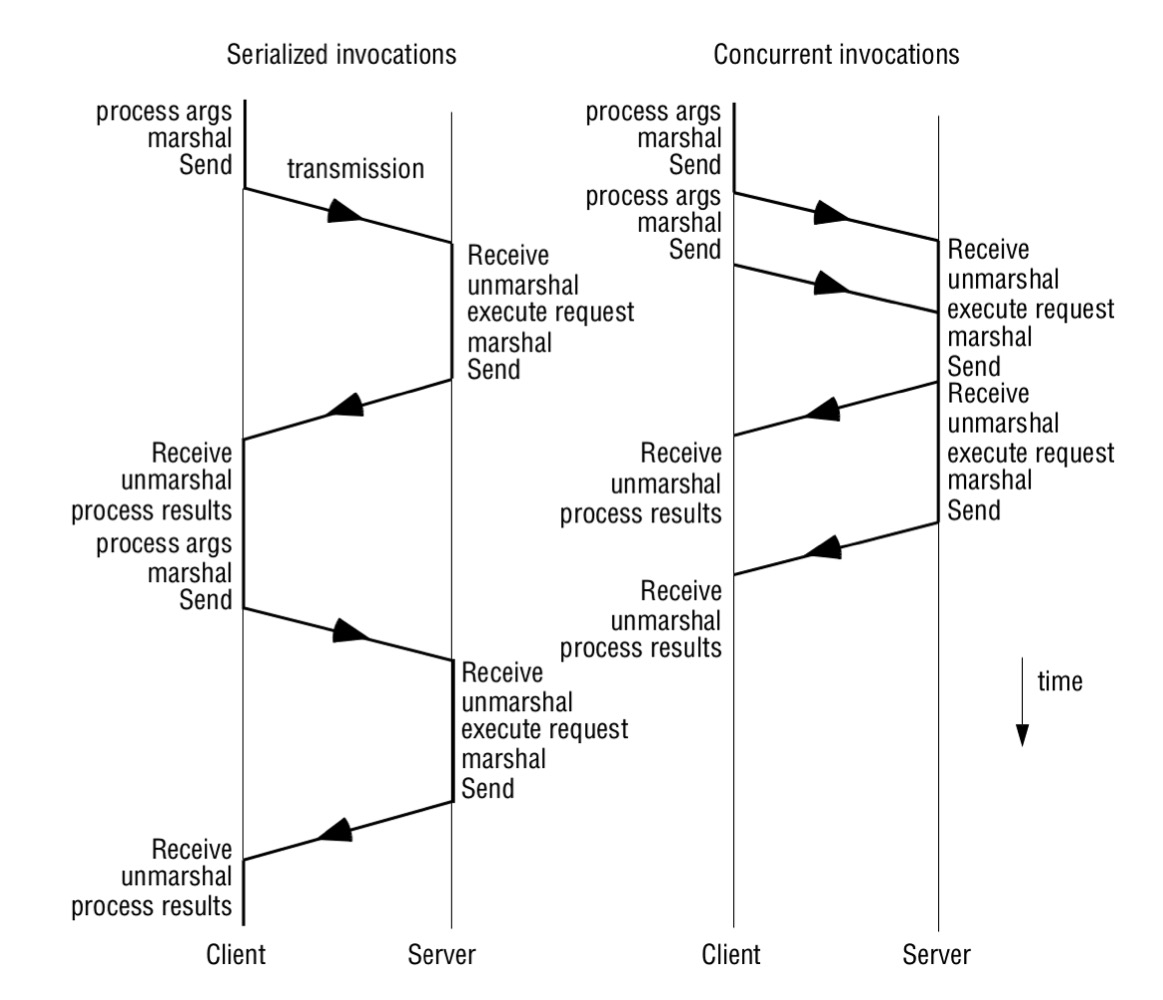 Serialized invocations
process args
marshal
Send
transmission
Receive
unmarshal
execute request
marshal
Send
Receive
unmarshal
process results
process args
marshal
Send
Receive
unmarshal
execute request
marshal
Send
Receive
unmarshal
process results
Client
Server
Concurrent invocations
process args
marshal
Send
process args
marshal
Send
Receive
unmarshal
execute request
marshal
Send
Receive
unmarshal
execute request
marshal
Send
Receive
unmarshal
process results
Receive
unmarshal
process results
time
Client
Server